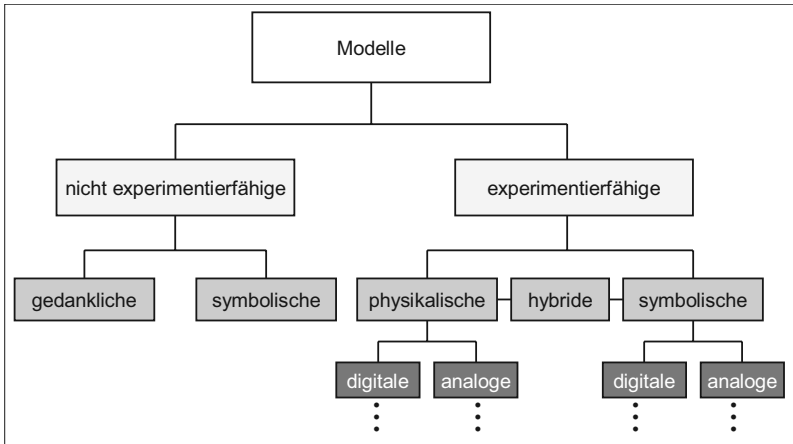 Modelle
nicht experimentierfähige
experimentierfähige
gedankliche
symbolische
physikalische
hybride
symbolische
digitale
analoge
digitale
analoge